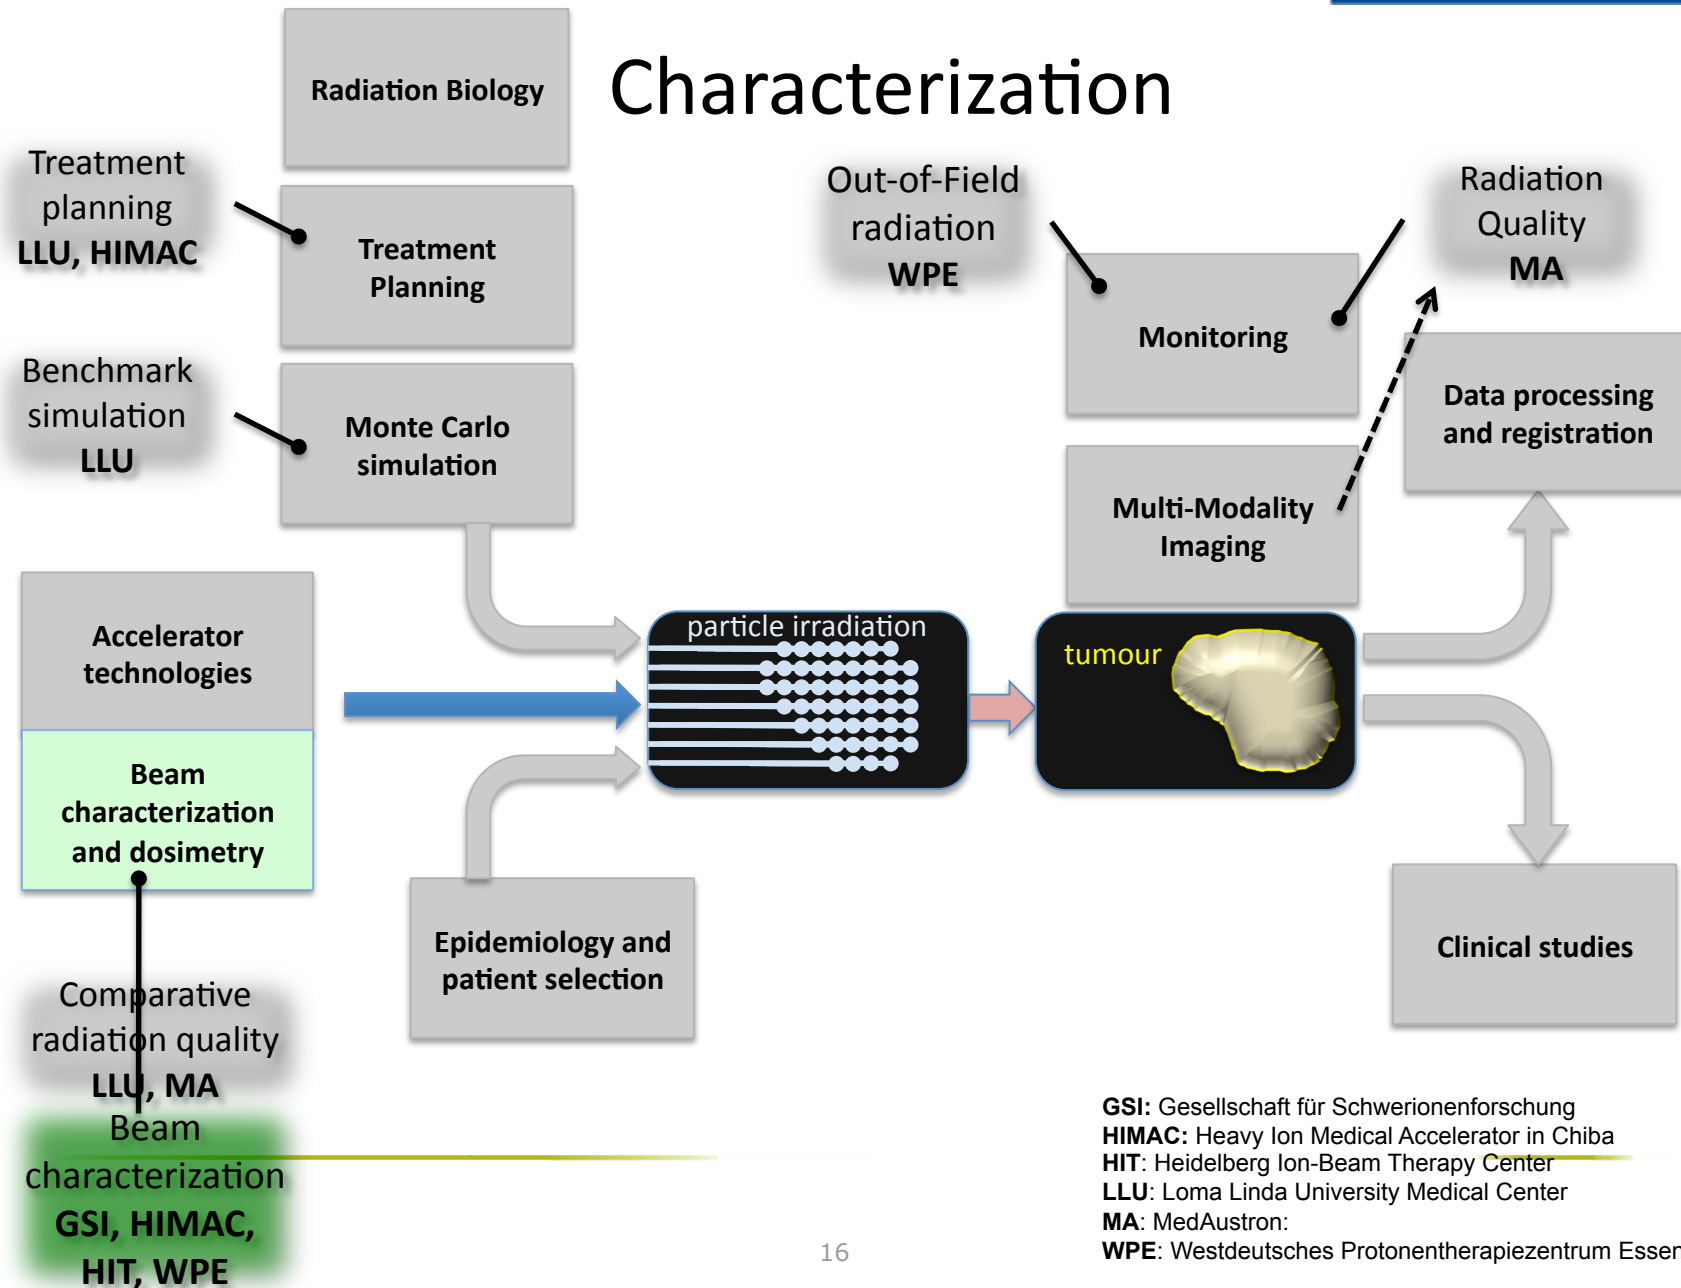 Characterization
Radiation Biology
Treatment
planning
LLU, HIMAC
Treatment
Planning
Benchmark
simulation
LLU
Monte Carlo
simulation
Out-of-Field
radiation
WPE
Radiation
Quality
MA
Monitoring
Data processing
and registration
Multi-Modality
Imaging
Accelerator
technologies
particle irradiation
tumour
Beam
characterization
and dosimetry
Epidemiology and
patient selection
Clinical studies
Comparative
radiation quality
LLU, MA
Beam
characterization
GSI, HIMAC,
HIT, WPE
GSI: Gesellschaft für Schwerionenforschung
HIMAC: Heavy Ion Medical Accelerator in Chiba
HIT: Heidelberg Ion-Beam Therapy Center
LLU: Loma Linda University Medical Center
MA: MedAustron:
WPE: Westdeutsches Protonentherapiezentrum Essen
16